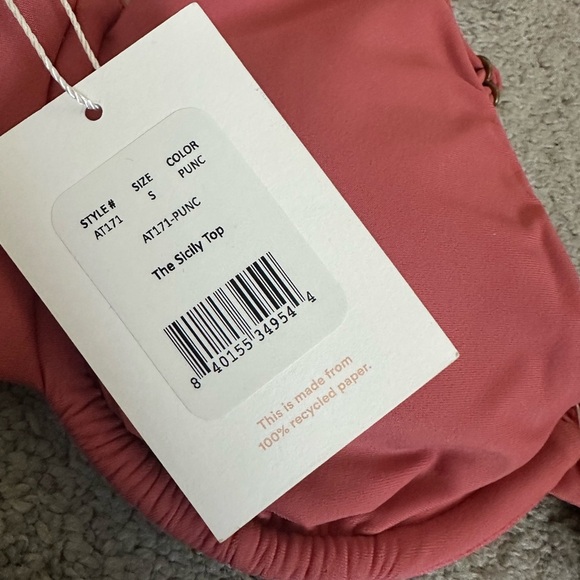 STYLE# SIZE COLOR
AT171 S PUNC
AT171-PUNC
The Sicily Top
8 40155 34954 4
This is made from
100% recycled paper.